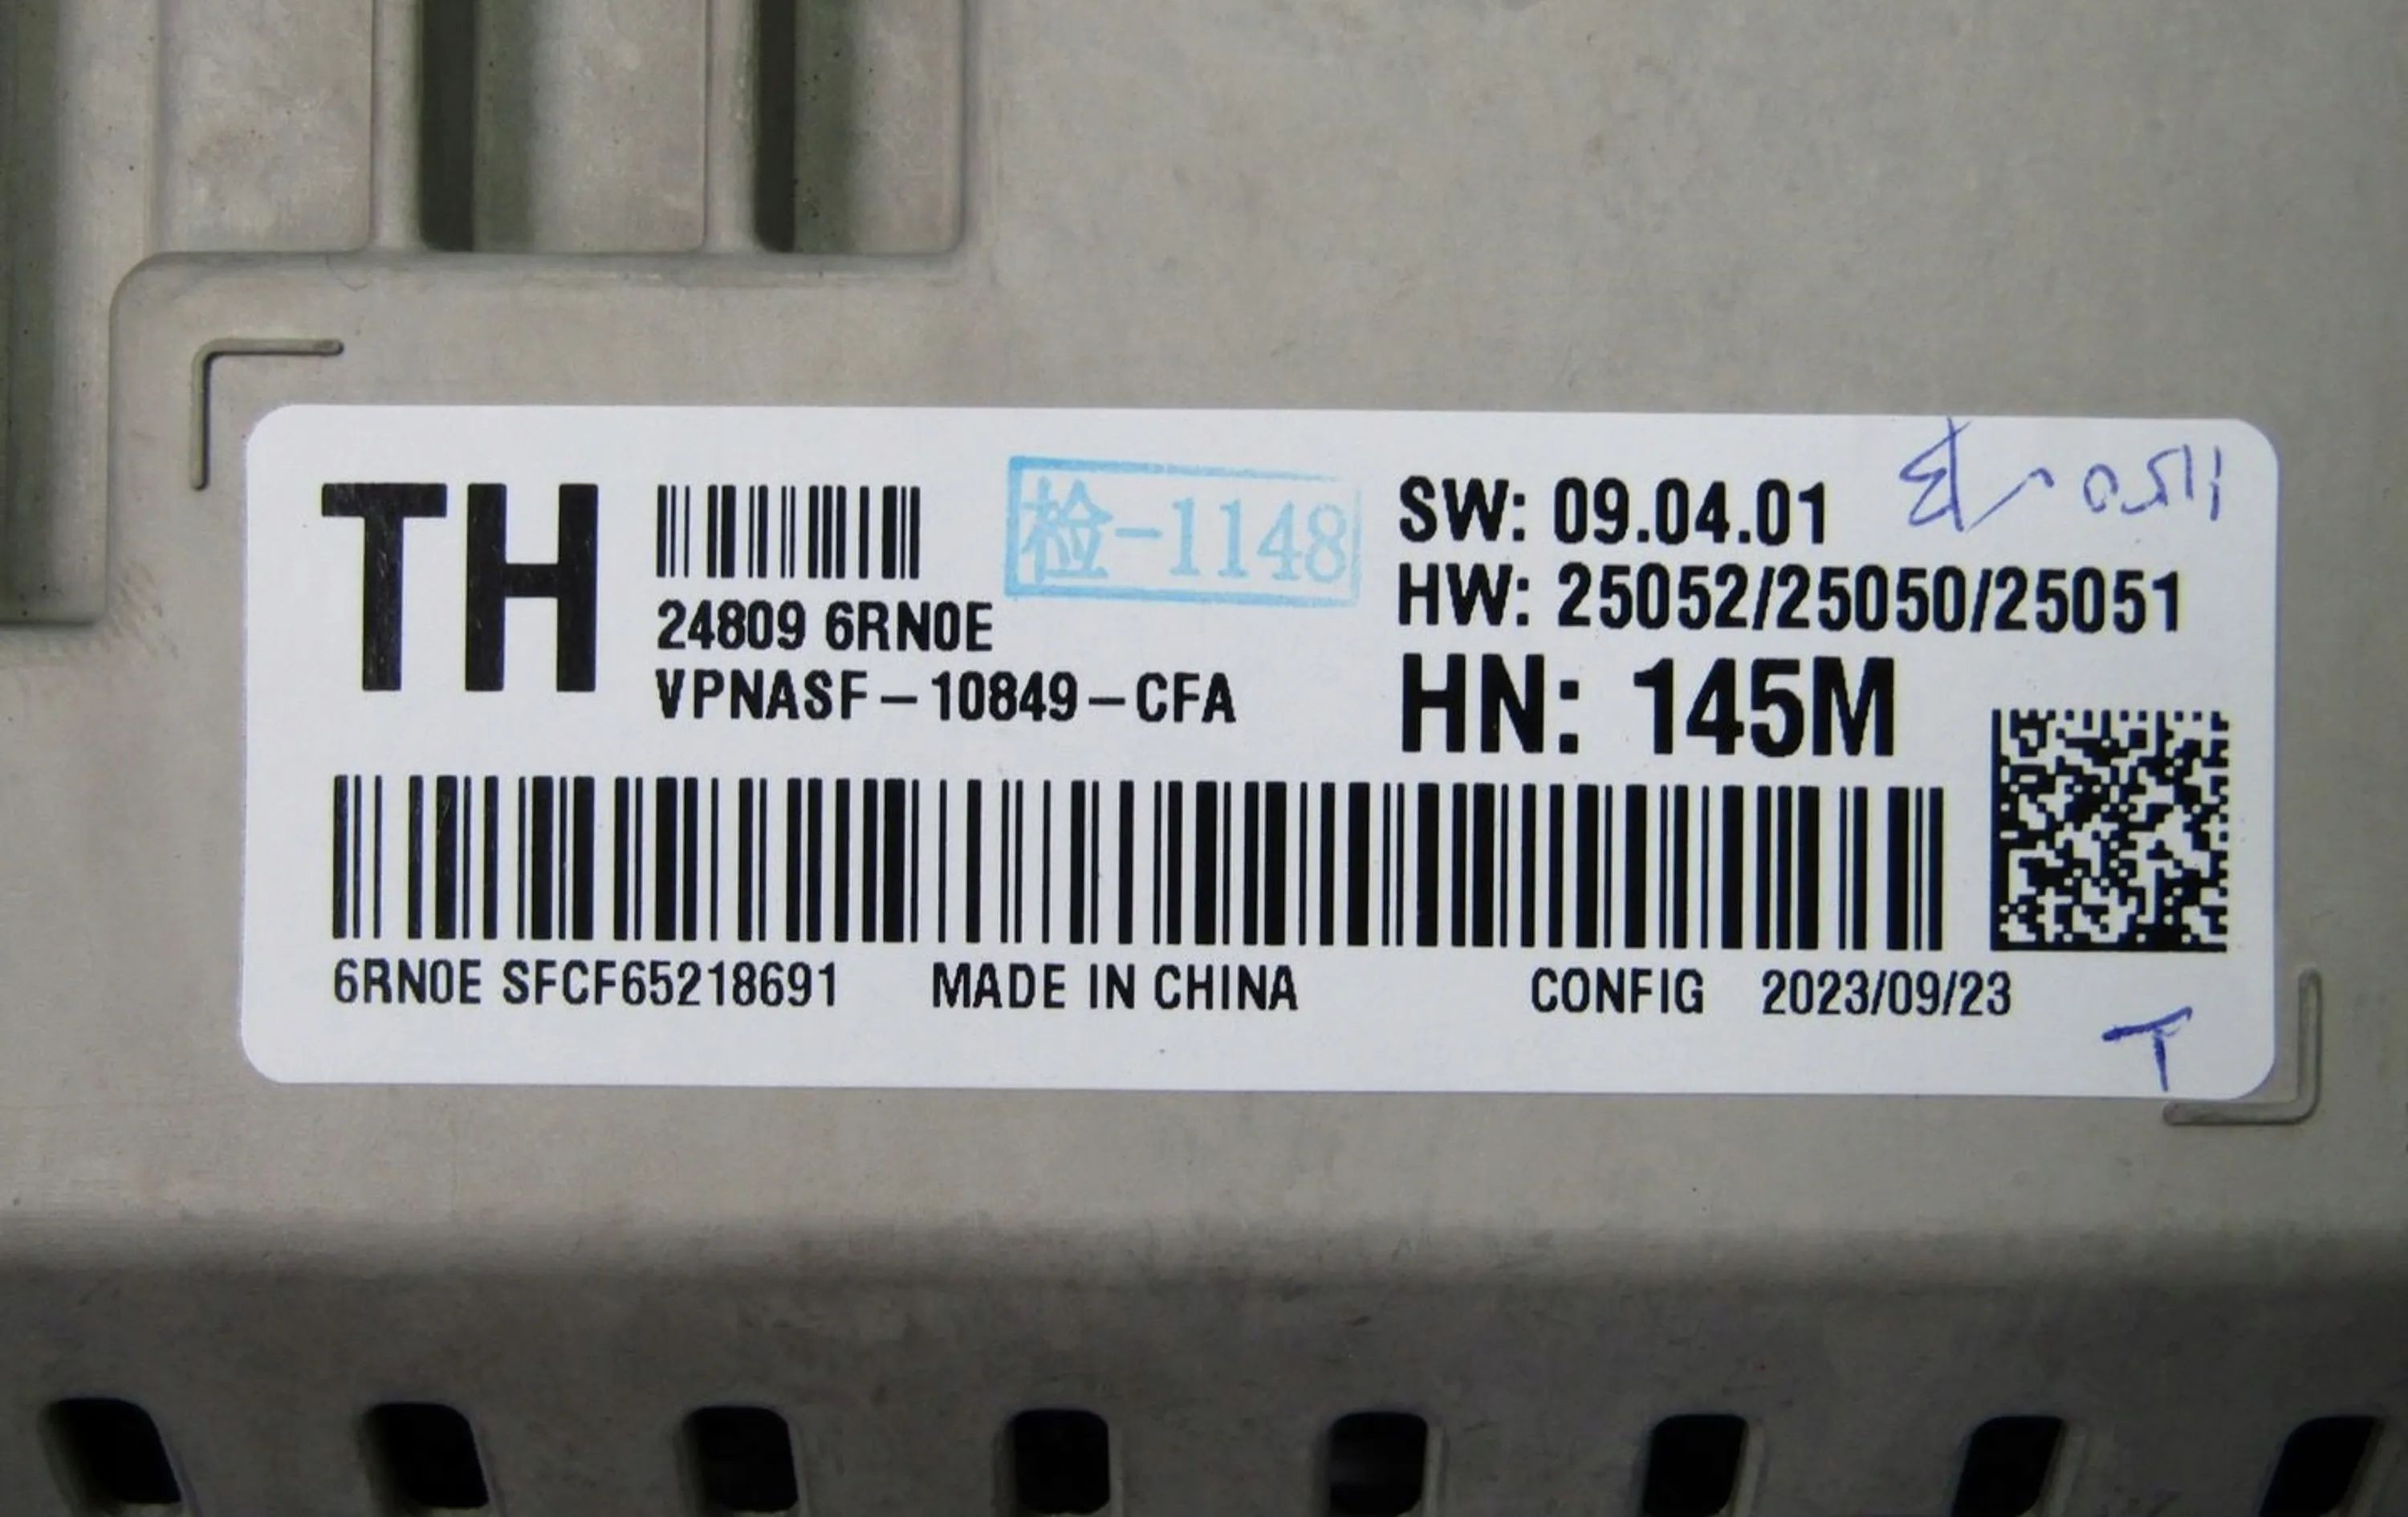 TH
24809 6RN0E
VPNASF-10849-CFA
检-1148
SW: 09.04.01
HW: 25052/25050/25051
HN: 145M
6RN0E SFCF65218691 MADE IN CHINA CONFIG 2023/09/23
T